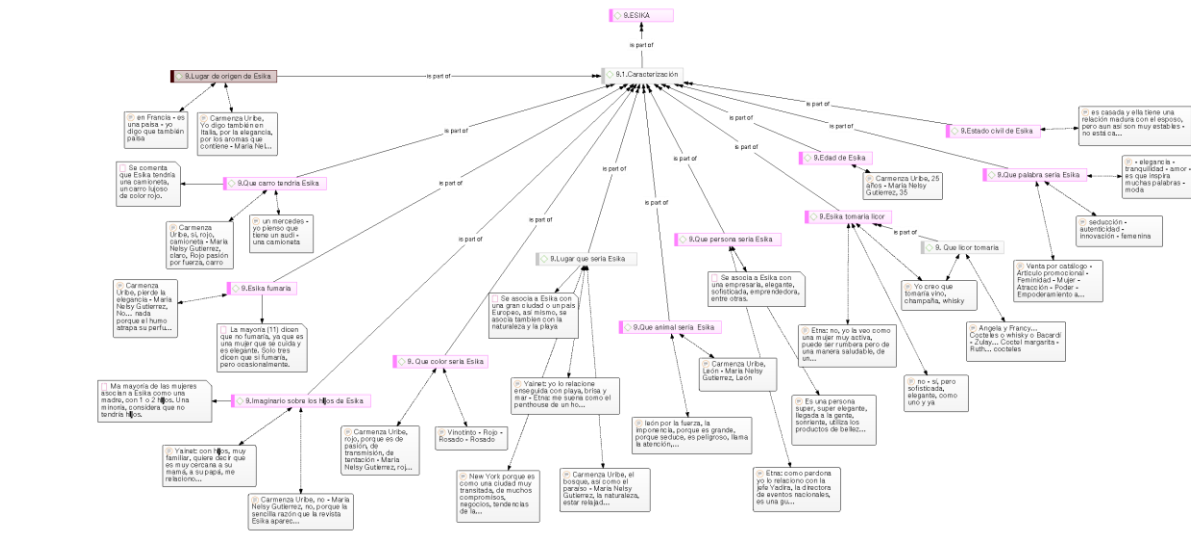 9.ESIKA
is part of
9.Lugar de origen de Esika
is part of
9.1.Caracterización
en Francia - es
una paisa - yo
digo que también
paisa
Carmenza Uribe,
Yo digo también en
Italia, por la elegancia,
por los aromas que
contiene - Maria Nel...
is part of
is part of
is part of
is part of
is part of
9.Estado civil de Esika
es casada y ella tiene una
relación madura con el esposo,
pero aun así son muy estables -
no está ca...
Se comenta
que Esika tendría
una camioneta,
un carro lujoso
de color rojo.
9.Que carro tendría Esika
Carmenza
Uribe, si, rojo,
camioneta - María
Nelsy Gutierrez,
claro, Rojo pasión
por fuerza, carro
un mercedes -
yo pienso que
tiene un audi -
una camioneta
9.Edad de Esika
Carmenza Uribe, 25
años - María Nelsy
Gutierrez, 35
9.Que palabra sería Esika
- elegancia -
tranquilidad - amor -
es que inspira
muchas palabras -
moda
seducción -
autenticidad -
innovación - femenina
Venta por catálogo -
Artículo promocional -
Feminidad - Mujer -
Atracción - Poder -
Empoderamiento a...
is part of
is part of
is part of
9.Esika tomaría licor
is part of
9. Que licor tomaría
Yo creo que
tomaría vino,
champaña, whisky
Angela y Francy...
Cocteles o whisky o Bacardí
- Zulay... Coctel margarita -
Ruth... cocteles
Etna: no, yo la veo como
una mujer muy activa,
puede ser rumbera pero de
una manera saludable, de
un...
no - si, pero
sofisticada,
elegante, como
uno y ya
9.Que persona sería Esika
Se asocia a Esika con
una empresaria, elegante,
sofisticada, emprendedora,
entre otras.
Es una persona
super, super elegante,
llegada a la gente,
sonriente, utiliza los
productos de bellez...
Etna: como pardona
yo lo relaciono con la
jefe Yadira, la directora
de eventos nacionales,
es una gu...
is part of
9.Lugar que sería Esika
Se asocia a Esika con
una gran ciudad o un país
Europeo, así mismo, se
asocia tambien con la
naturaleza y la playa
Yainet: yo lo relacione
enseguida con playa, brisa y
mar - Etna: me suena como el
penthouse de un ho...
New York porque es
como una ciudad muy
transitada, de muchos
compromisos,
negocios, tendencias
de la...
Carmenza Uribe, el
bosque, así como el
paraíso - María Nelsy
Gutierrez, la naturaleza,
estar relajad...
9.Que animal sería Esika
Carmenza Uribe,
León - María Nelsy
Gutierrez, León
león por la fuerza, la
imponencia, porque es grande,
porque seduce, es peligroso, llama
la atención,...
Carmenza
Uribe, pierde la
elegancia - María
Nelsy Gutierrez,
No... nada
porque el humo
atrapa su perfu...
9.Esika fumaría
La mayoría (11) dicen
que no fumaría, ya que es
una mujer que se cuida y
es elegante. Solo tres
dicen que si fumaría,
pero ocasionalmente.
9. Que color sería Esika
Carmenza Uribe,
rojo, porque es de
pasión, de
transmisión, de
tentación - María
Nelsy Gutierrez, roj...
Vinotinto - Rojo -
Rosado - Rosado
Ma mayoría de las mujeres
asocian a Esika como una
madre, con 1 o 2 hijos. Una
minoría, considera que no
tendría hijos.
9.Imaginario sobre los hijos de Esika
Yainet: con hijos, muy
familiar, quiere decir que
es muy cercana a su
mamá, a su papá, me
relaciono...
Carmenza Uribe, no - María
Nelsy Gutierrez, no, porque la
sencilla razón que la revista
Esika aparec...